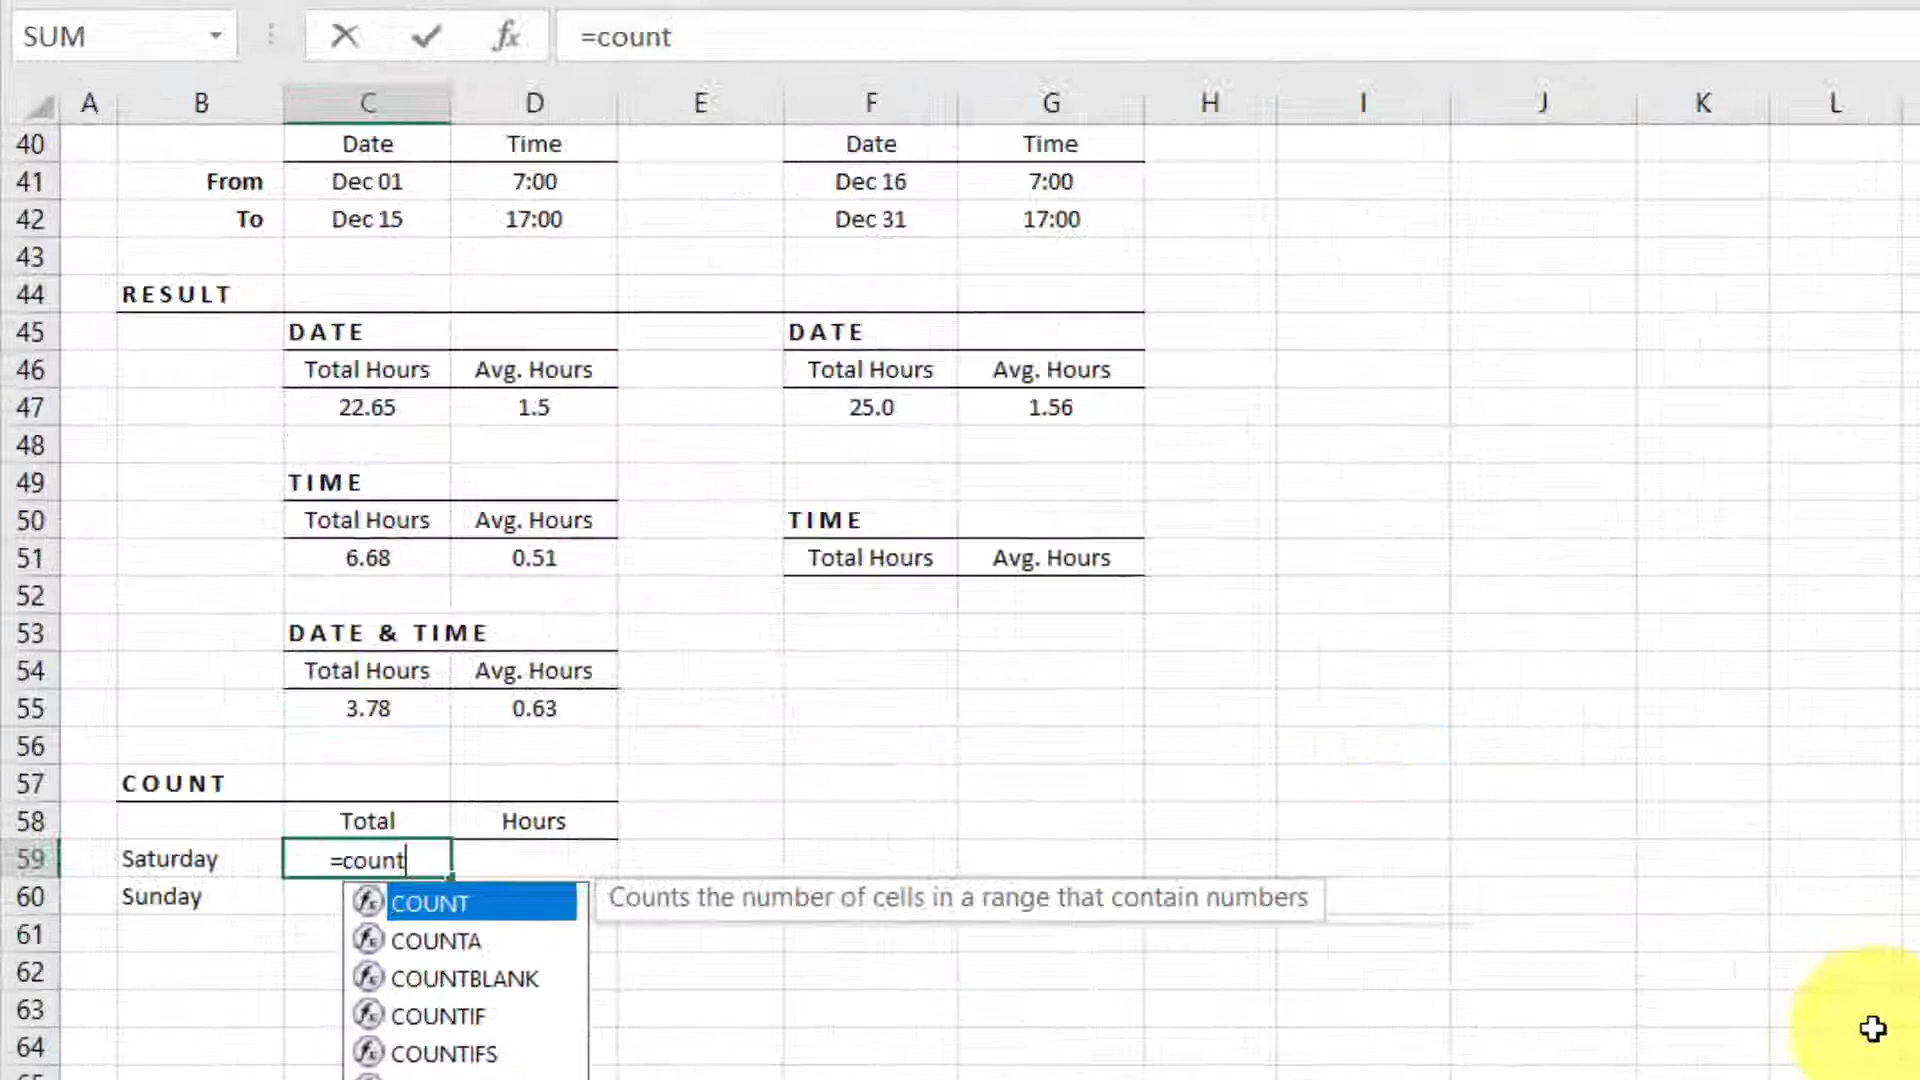 SUM =count
A B C D E F G H I J K L
40 Date Time Date Time
41 From Dec 01 7:00 Dec 16 7:00
42 To Dec 15 17:00 Dec 31 17:00
43
44 RESULT
45 DATE DATE
46 Total Hours Avg. Hours Total Hours Avg. Hours
47 22.65 1.5 25.0 1.56
48
49 TIME
50 Total Hours Avg. Hours TIME
51 6.68 0.51 Total Hours Avg. Hours
52
53 DATE & TIME
54 Total Hours Avg. Hours
55 3.78 0.63
56
57 COUNT
58 Total Hours
59 Saturday =count
60 Sunday fx COUNT Counts the number of cells in a range that contain numbers
61 fx COUNTA
62 fx COUNTBLANK
63 fx COUNTIF
64 fx COUNTIFS